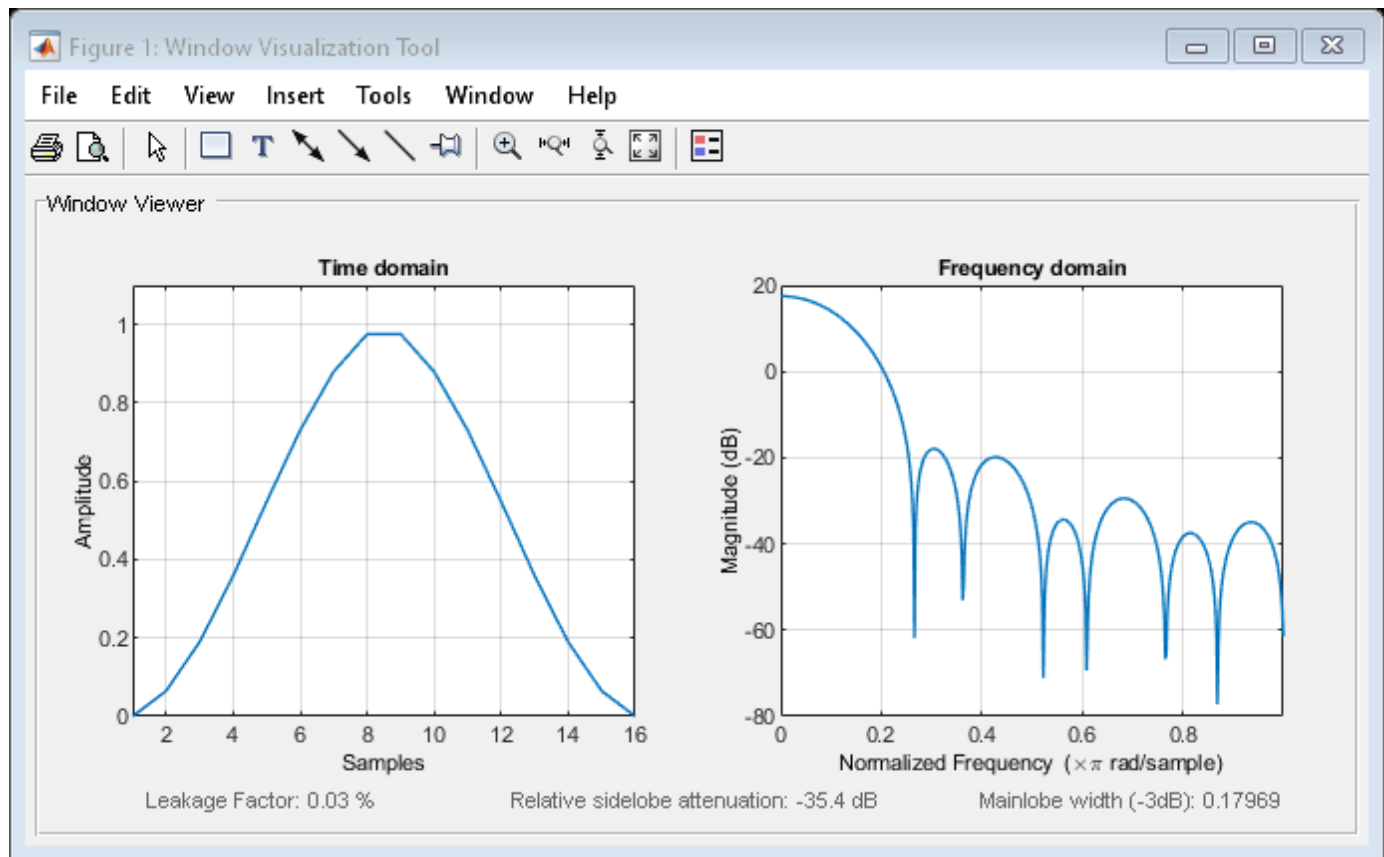 Figure 1: Window Visualization Tool
File Edit View Insert Tools Window Help
T
Window Viewer
Time domain
1
0.8
0.6
0.4
0.2
0
Amplitude
2 4 6 8 10 12 14 16
Samples
Frequency domain
20
0
-20
-40
-60
-80
Magnitude (dB)
0 0.2 0.4 0.6 0.8
Normalized Frequency (×π rad/sample)
Leakage Factor: 0.03 %
Relative sidelobe attenuation: -35.4 dB
Mainlobe width (-3dB): 0.17969